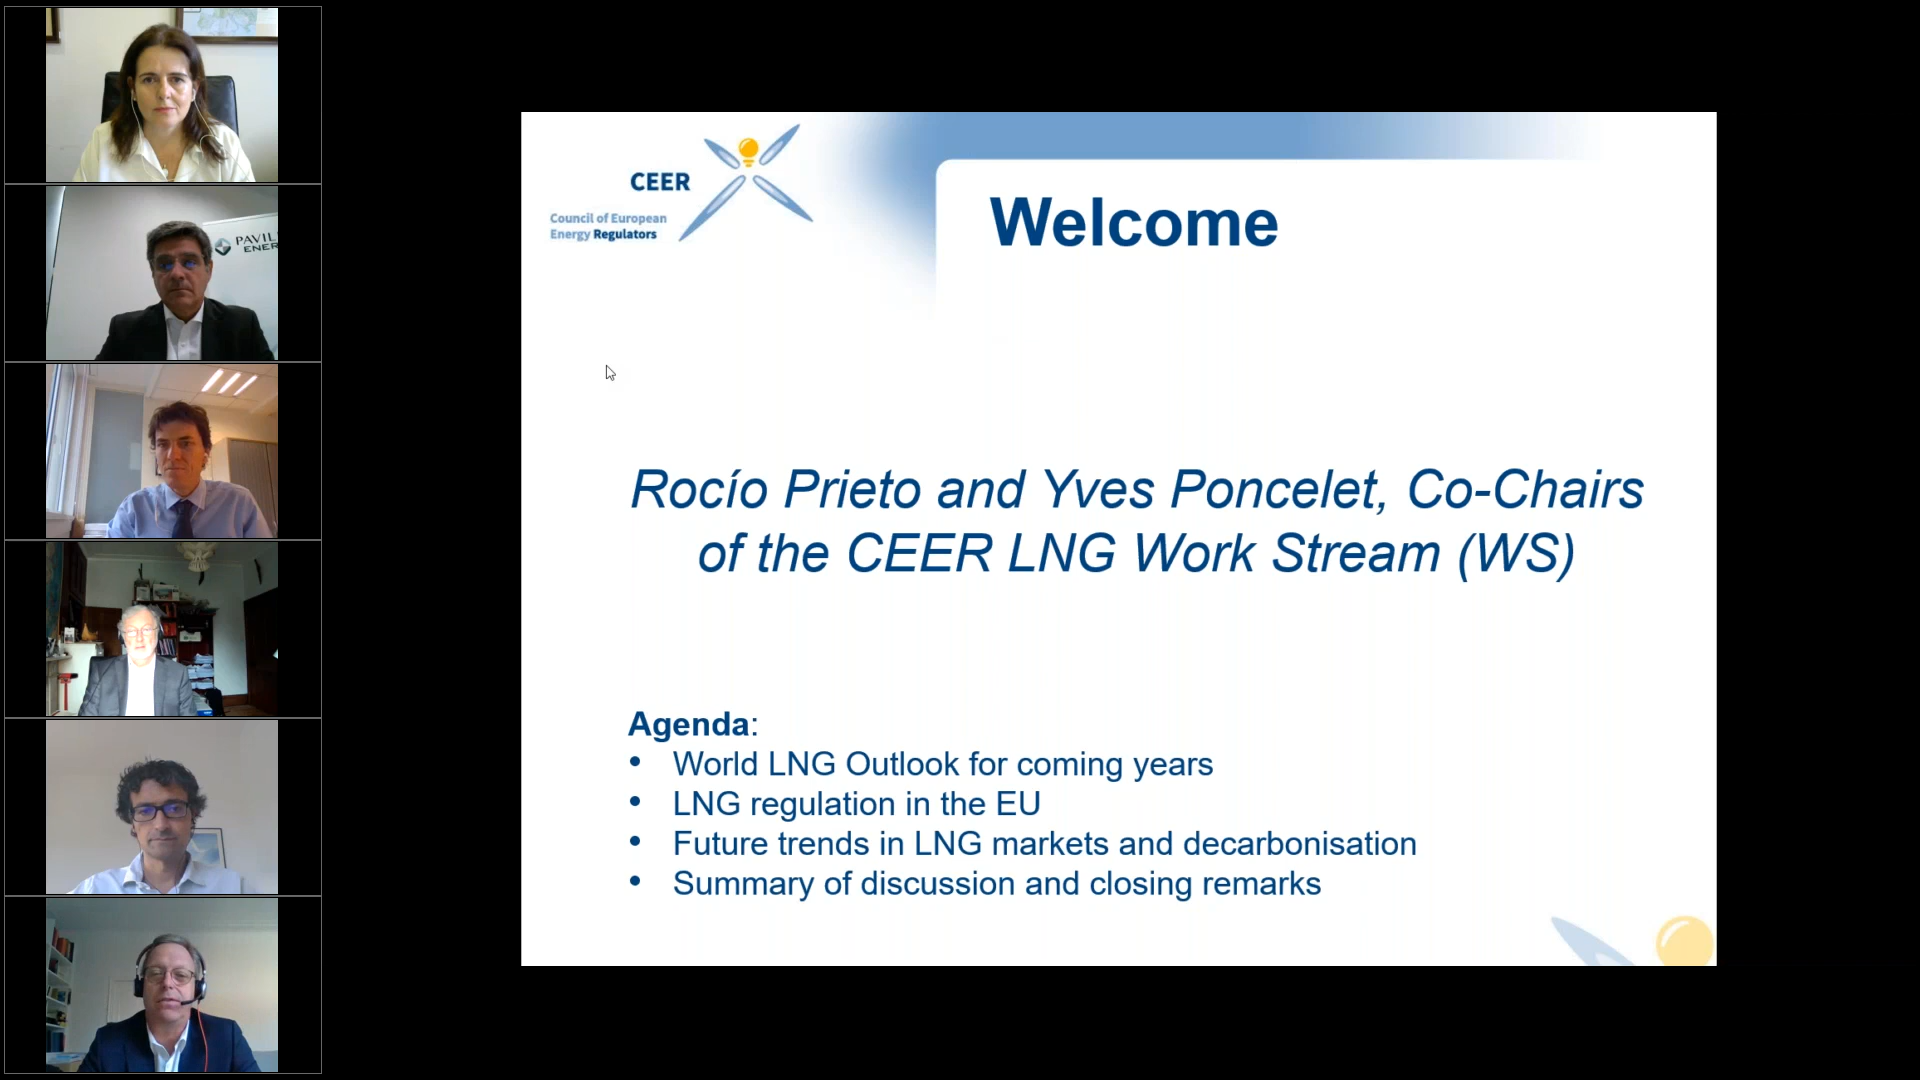 PAVIL
ENER
CEER
Council of European
Energy Regulators
Welcome
Rocío Prieto and Yves Poncelet, Co-Chairs
of the CEER LNG Work Stream (WS)
Agenda:
• World LNG Outlook for coming years
• LNG regulation in the EU
• Future trends in LNG markets and decarbonisation
• Summary of discussion and closing remarks